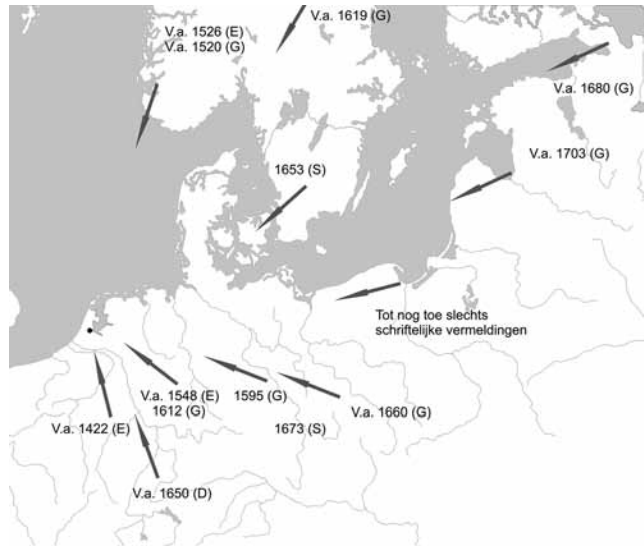 V.a. 1526 (E)
V.a. 1520 (G)
V.a. 1619 (G)
V.a. 1680 (G)
V.a. 1703 (G)
1653 (S)
Tot nog toe slechts
schriftelijke vermeldingen
V.a. 1548 (E)
1612 (G)
1595 (G)
V.a. 1660 (G)
V.a. 1422 (E)
1673 (S)
V.a. 1650 (D)